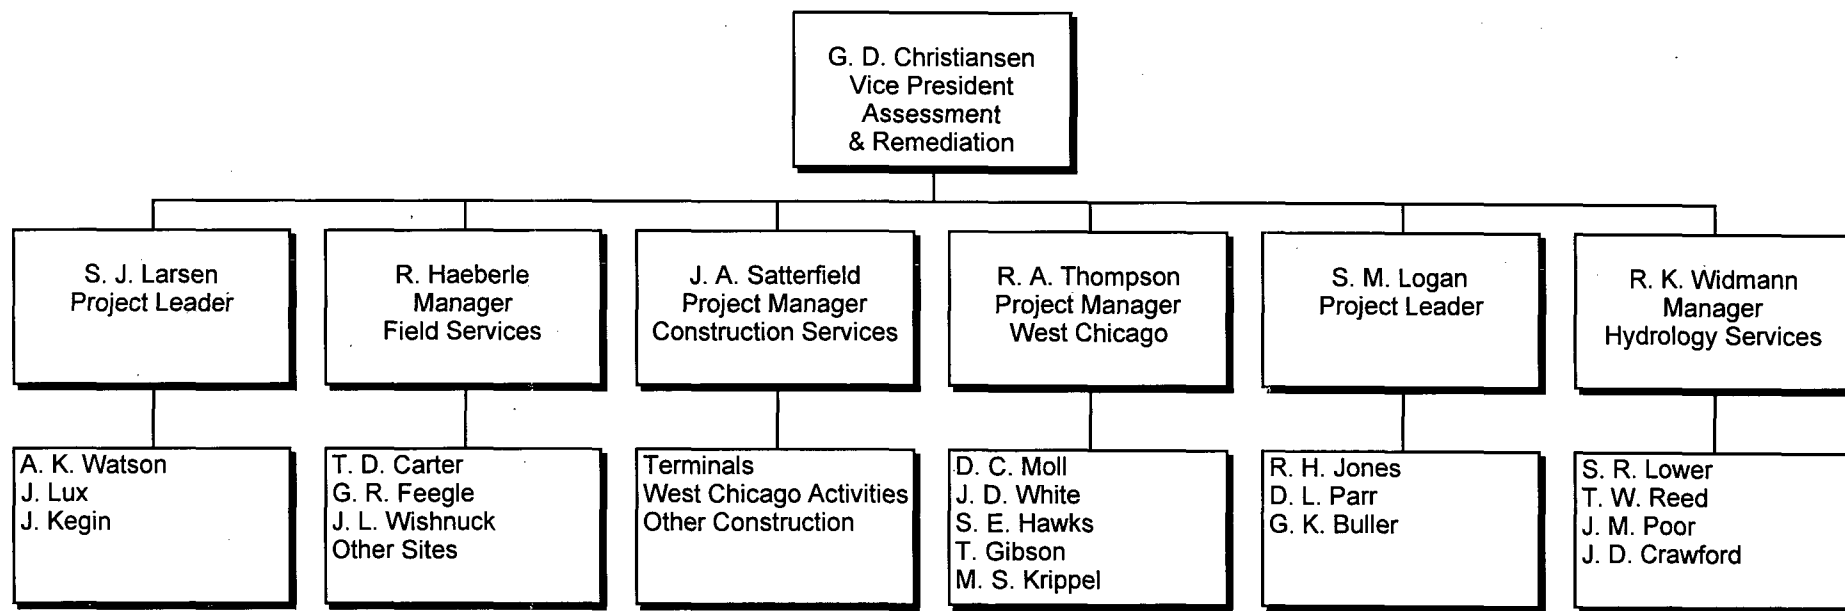 G. D. Christiansen
Vice President
Assessment
& Remediation
S. J. Larsen
Project Leader
R. Haeberle
Manager
Field Services
J. A. Satterfield
Project Manager
Construction Services
R. A. Thompson
Project Manager
West Chicago
S. M. Logan
Project Leader
R. K. Widmann
Manager
Hydrology Services
A. K. Watson
J. Lux
J. Kegin
T. D. Carter
G. R. Feegle
J. L. Wishnuck
Other Sites
Terminals
West Chicago Activities
Other Construction
D. C. Moll
J. D. White
S. E. Hawks
T. Gibson
M. S. Krippel
R. H. Jones
D. L. Parr
G. K. Buller
S. R. Lower
T. W. Reed
J. M. Poor
J. D. Crawford